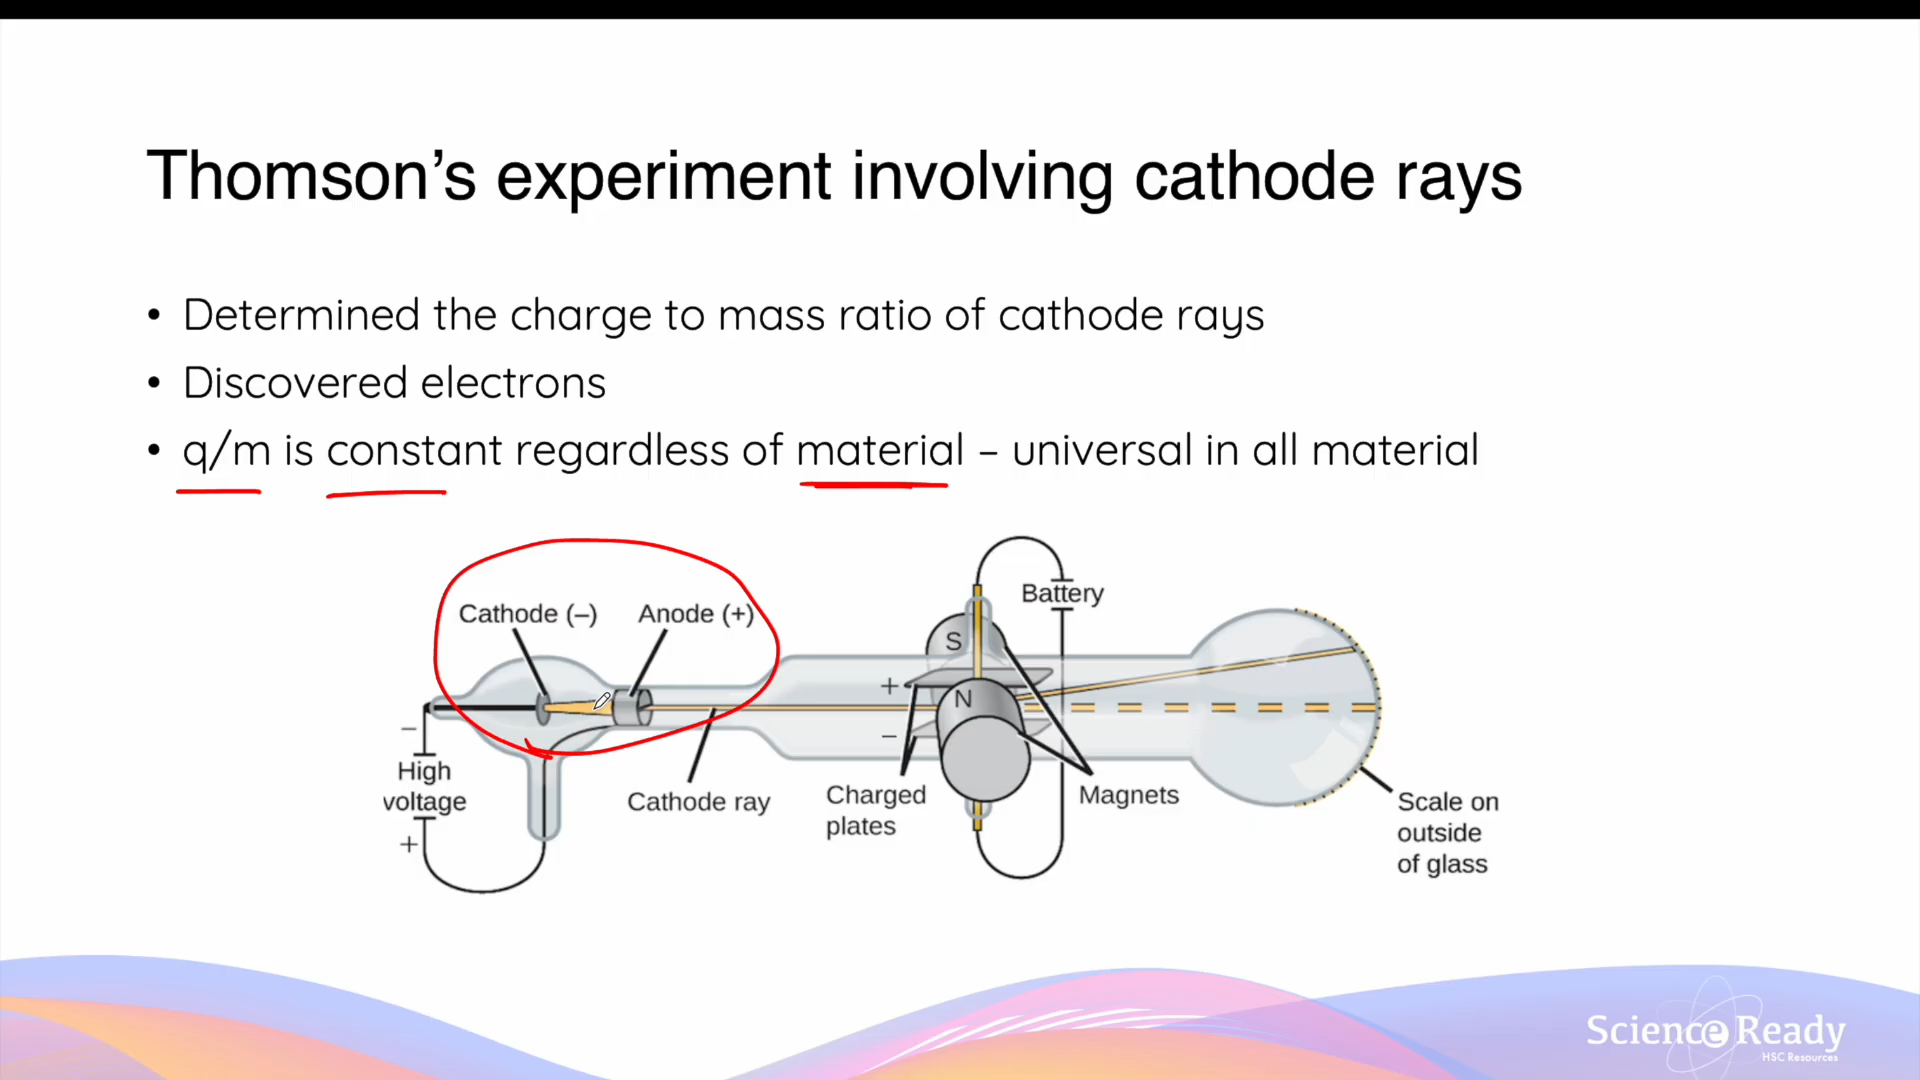 Thomson’s experiment involving cathode rays
• Determined the charge to mass ratio of cathode rays
• Discovered electrons
• q/m is constant regardless of material – universal in all material
Cathode (–)
Anode (+)
Battery
S
N
+
–
–
High
voltage
+
Cathode ray
Charged
plates
Magnets
Scale on
outside
of glass
Science Ready
HSC Resources